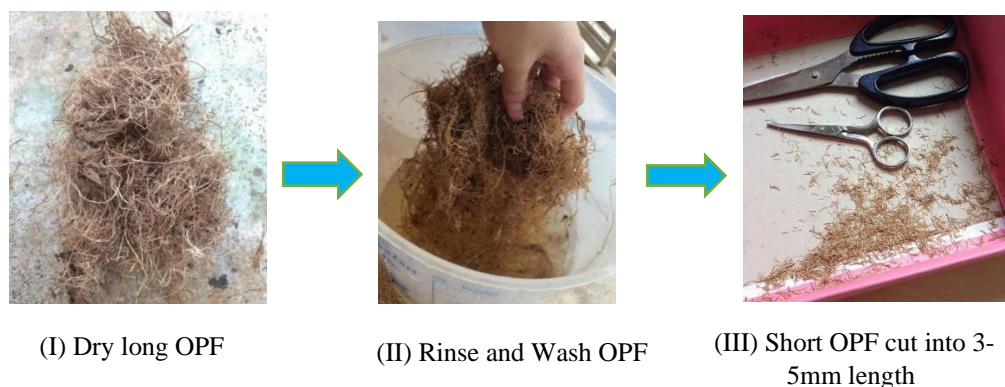 (I) Dry long OPF
(II) Rinse and Wash OPF
(III) Short OPF cut into 3-
5mm length